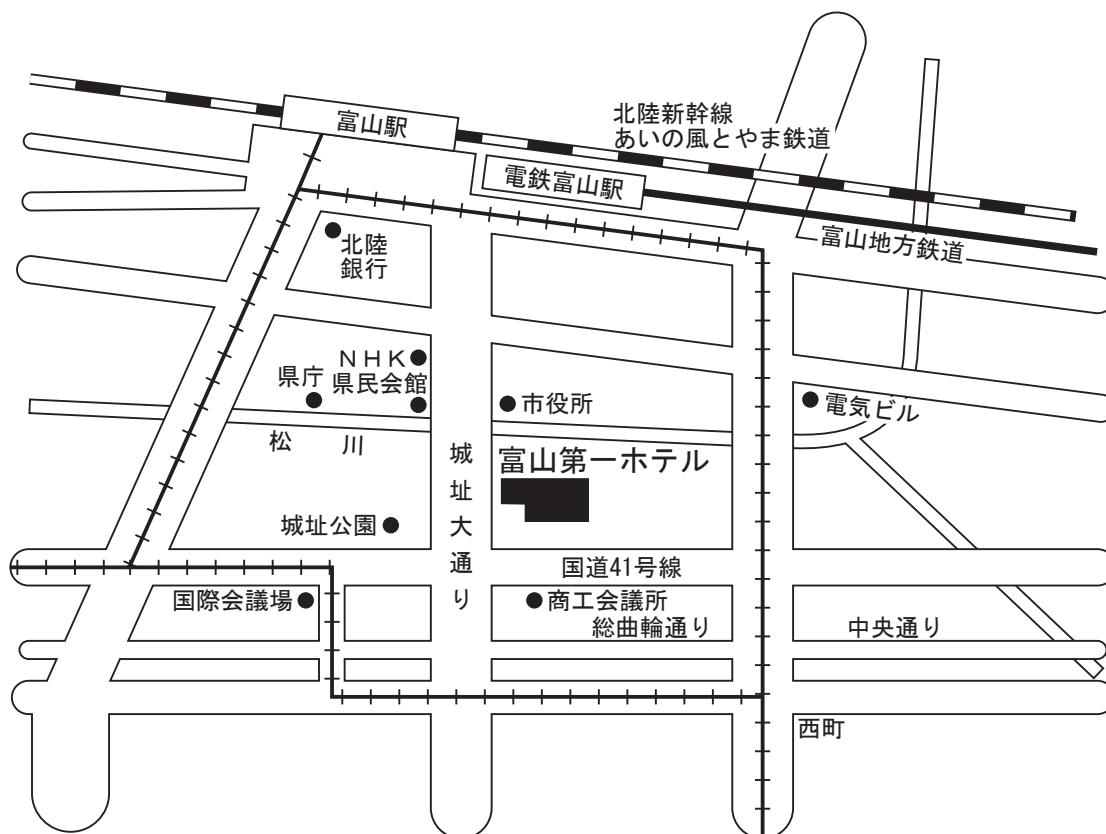 北陸新幹線
あいの風とやま鉄道
富山駅
電鉄富山駅
富山地方鉄道
北陸
銀行
NHK
県民会館
県庁
市役所
電気ビル
松川
富山第一ホテル
城址大通り
城址公園
国道41号線
国際会議場
商工会議所
総曲輪通り
中央通り
西町